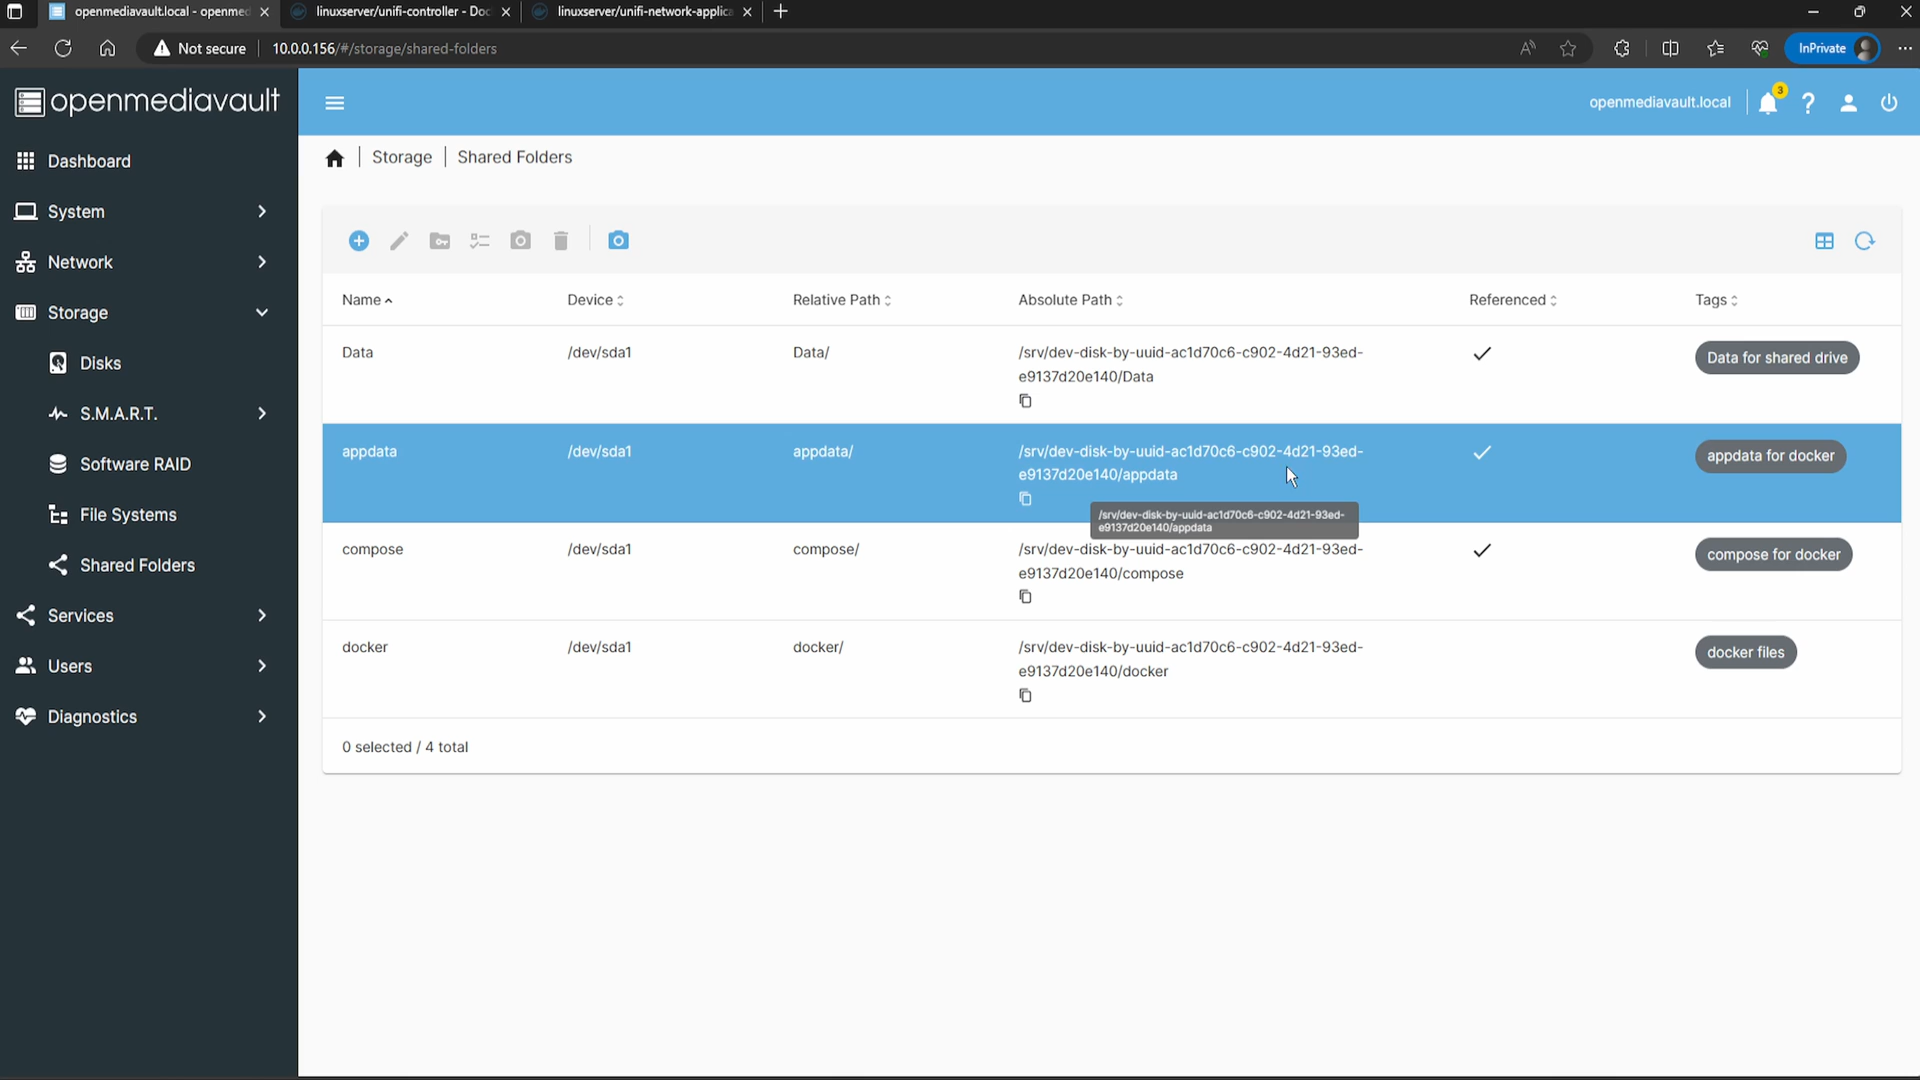 openmediavault.local - openmed
linuxserver/unifi-controller - Doc
linuxserver/unifi-network-applica
Not secure
10.0.0.156/#/storage/shared-folders
InPrivate
openmediavault
openmediavault.local
3
Dashboard
System
Network
Storage
Disks
S.M.A.R.T.
Software RAID
File Systems
Shared Folders
Services
Users
Diagnostics
Storage
Shared Folders
Name
Device
Relative Path
Absolute Path
Referenced
Tags
Data
/dev/sda1
Data/
/srv/dev-disk-by-uuid-ac1d70c6-c902-4d21-93ed-
e9137d20e140/Data
Data for shared drive
appdata
/dev/sda1
appdata/
/srv/dev-disk-by-uuid-ac1d70c6-c902-4d21-93ed-
e9137d20e140/appdata
appdata for docker
/srv/dev-disk-by-uuid-ac1d70c6-c902-4d21-93ed-
e9137d20e140/appdata
compose
/dev/sda1
compose/
/srv/dev-disk-by-uuid-ac1d70c6-c902-4d21-93ed-
e9137d20e140/compose
compose for docker
docker
/dev/sda1
docker/
/srv/dev-disk-by-uuid-ac1d70c6-c902-4d21-93ed-
e9137d20e140/docker
docker files
0 selected / 4 total